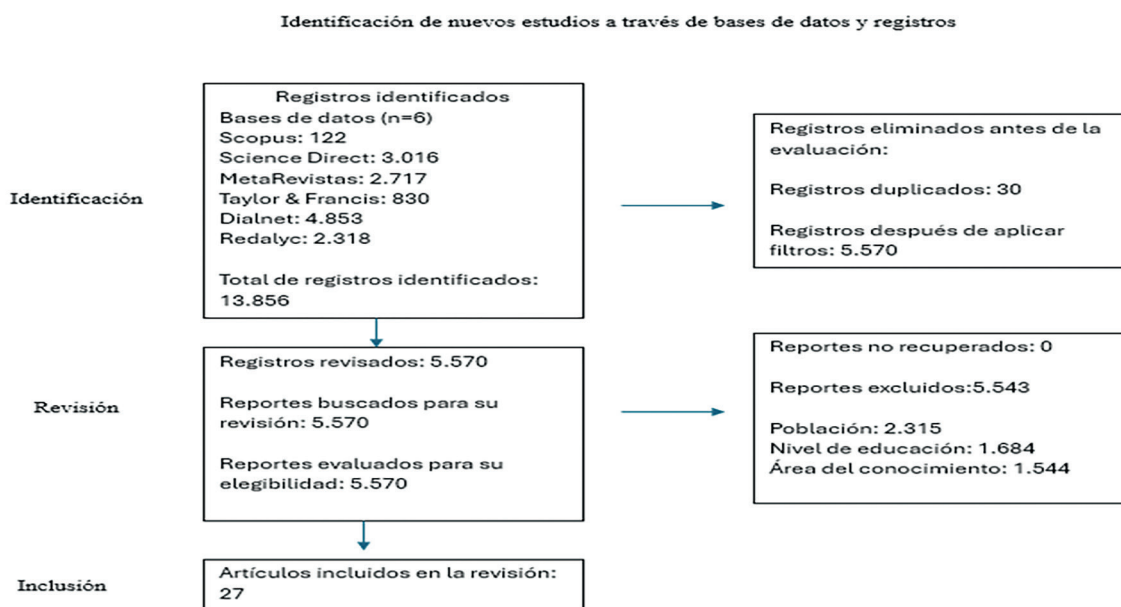 Identificación de nuevos estudios a través de bases de datos y registros
Identificación
Registros identificados
Bases de datos (n=6)
Scopus: 122
Science Direct: 3.016
MetaRevistas: 2.717
Taylor & Francis: 830
Dialnet: 4.853
Redalyc: 2.318
Total de registros identificados:
13.856
Registros eliminados antes de la
evaluación:
Registros duplicados: 30
Registros después de aplicar
filtros: 5.570
Revisión
Registros revisados: 5.570
Reportes buscados para su
revisión: 5.570
Reportes evaluados para su
elegibilidad: 5.570
Reportes no recuperados: 0
Reportes excluidos:5.543
Población: 2.315
Nivel de educación: 1.684
Área del conocimiento: 1.544
Inclusión
Artículos incluidos en la revisión:
27